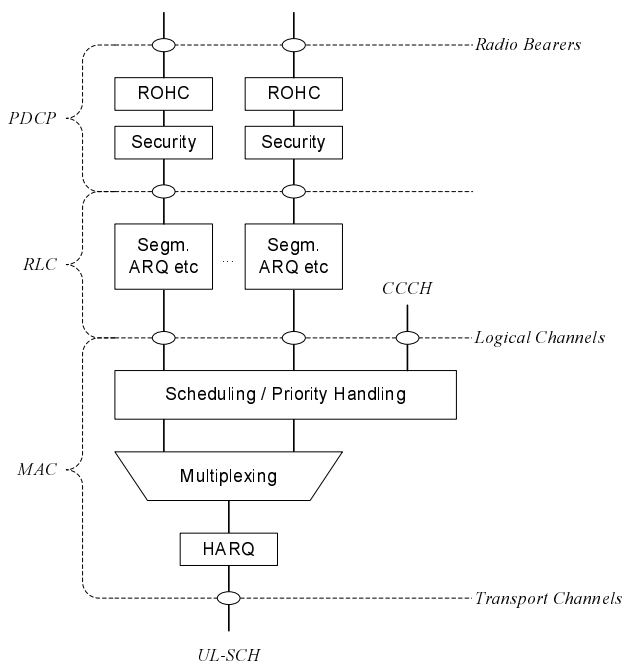 Radio Bearers
ROHC
ROHC
PDCP
Security
Security
Segm.
ARQ etc
...
Segm.
ARQ etc
RLC
CCCH
Logical Channels
Scheduling / Priority Handling
MAC
Multiplexing
HARQ
Transport Channels
UL-SCH